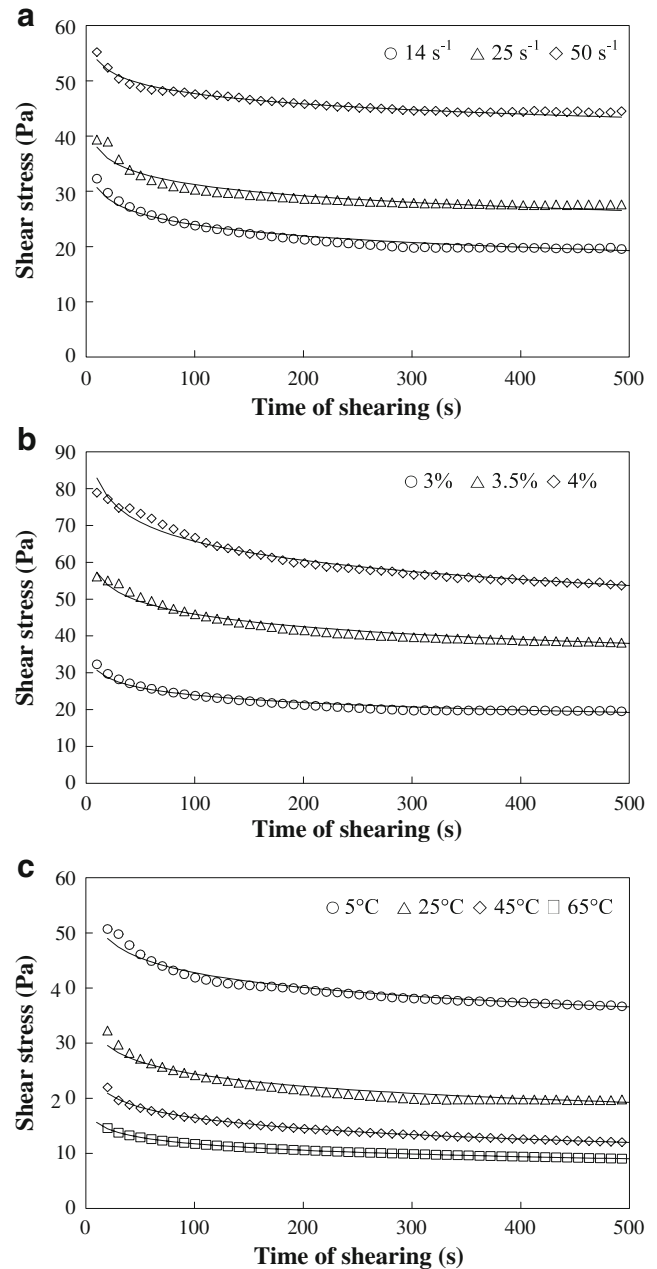 a
60
○ 14 s⁻¹ △ 25 s⁻¹ ◇ 50 s⁻¹
50
40
30
20
10
0
Shear stress (Pa)
0 100 200 300 400 500
Time of shearing (s)
b
90
○ 3% △ 3.5% ◇ 4%
80
70
60
50
40
30
20
10
0
Shear stress (Pa)
0 100 200 300 400 500
Time of shearing (s)
c
60
○ 5°C △ 25°C ◇ 45°C □ 65°C
50
40
30
20
10
0
Shear stress (Pa)
0 100 200 300 400 500
Time of shearing (s)